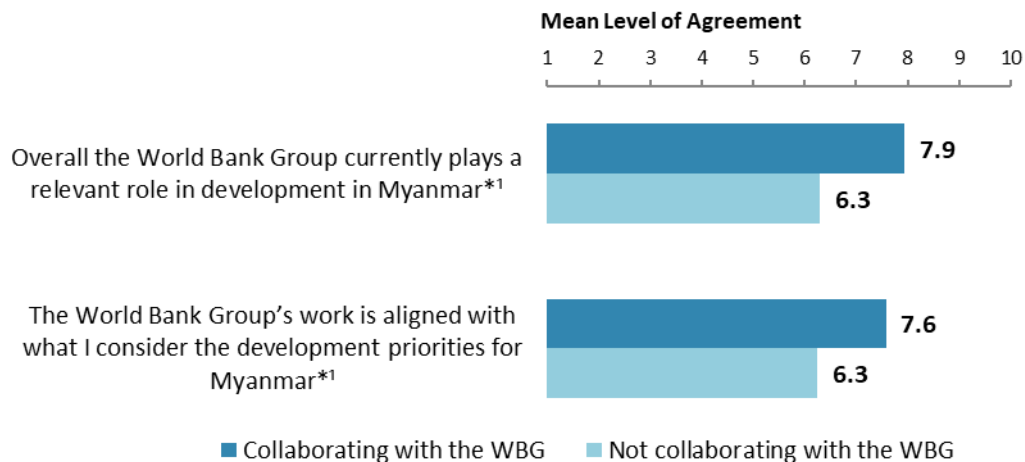 Mean Level of Agreement
1 2 3 4 5 6 7 8 9 10
Overall the World Bank Group currently plays a
relevant role in development in Myanmar*¹
7.9
6.3
The World Bank Group’s work is aligned with
what I consider the development priorities for
Myanmar*¹
7.6
6.3
Collaborating with the WBG Not collaborating with the WBG